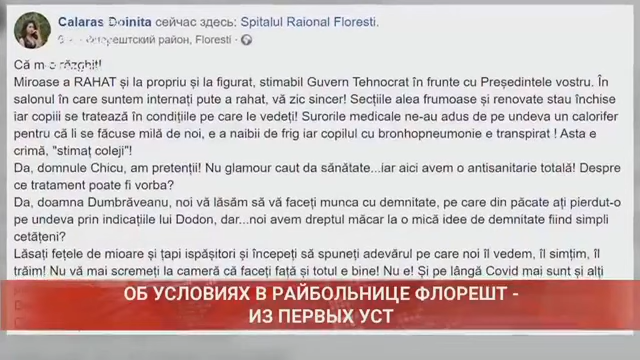 Calaras Doinita сейчас здесь: Spitalul Raional Floresti.
Floresti
Că m-o răzghit!
Miroase a RAHAT și la propriu și la figurat, stimabil Guvern Tehnocrat în frunte cu Președintele vostru. În
salonul în care suntem internați pute a rahat, vă zic sincer! Secțiile alea frumoase și renovate stau închise
iar copiii se tratează în condițiile pe care le vedeți! Surorile medicale ne-au adus de pe undeva un calorifer
pentru că li se făcuse milă de noi, e a naibii de frig iar copilul cu bronhopneumonie e transpirat ! Asta e
crimă, "stimaț coleji"!
Da, domnule Chicu, am pretenții! Nu glamour caut da sănătate...iar aici avem o antisanitarie totală! Despre
ce tratament poate fi vorba?
Da, doamna Dumbrăveanu, noi vă lăsăm să vă faceți munca cu demnitate, pe care din păcate ați pierdut-o
pe undeva prin indicațiile lui Dodon, dar...noi avem dreptul măcar la o mică idee de demnitate fiind simpli
cetățeni?
Lăsați fețele de mioare și țapi ispășitori și începeți să spuneți adevărul pe care noi îl vedem, îl simțim, îl
trăim! Nu vă mai scremeți la cameră că faceți față și totul e bine! Nu e! Și pe lângă Covid mai sunt și alți
ОБ УСЛОВИЯХ В РАЙБОЛЬНИЦЕ ФЛОРЕШТ -
ИЗ ПЕРВЫХ УСТ